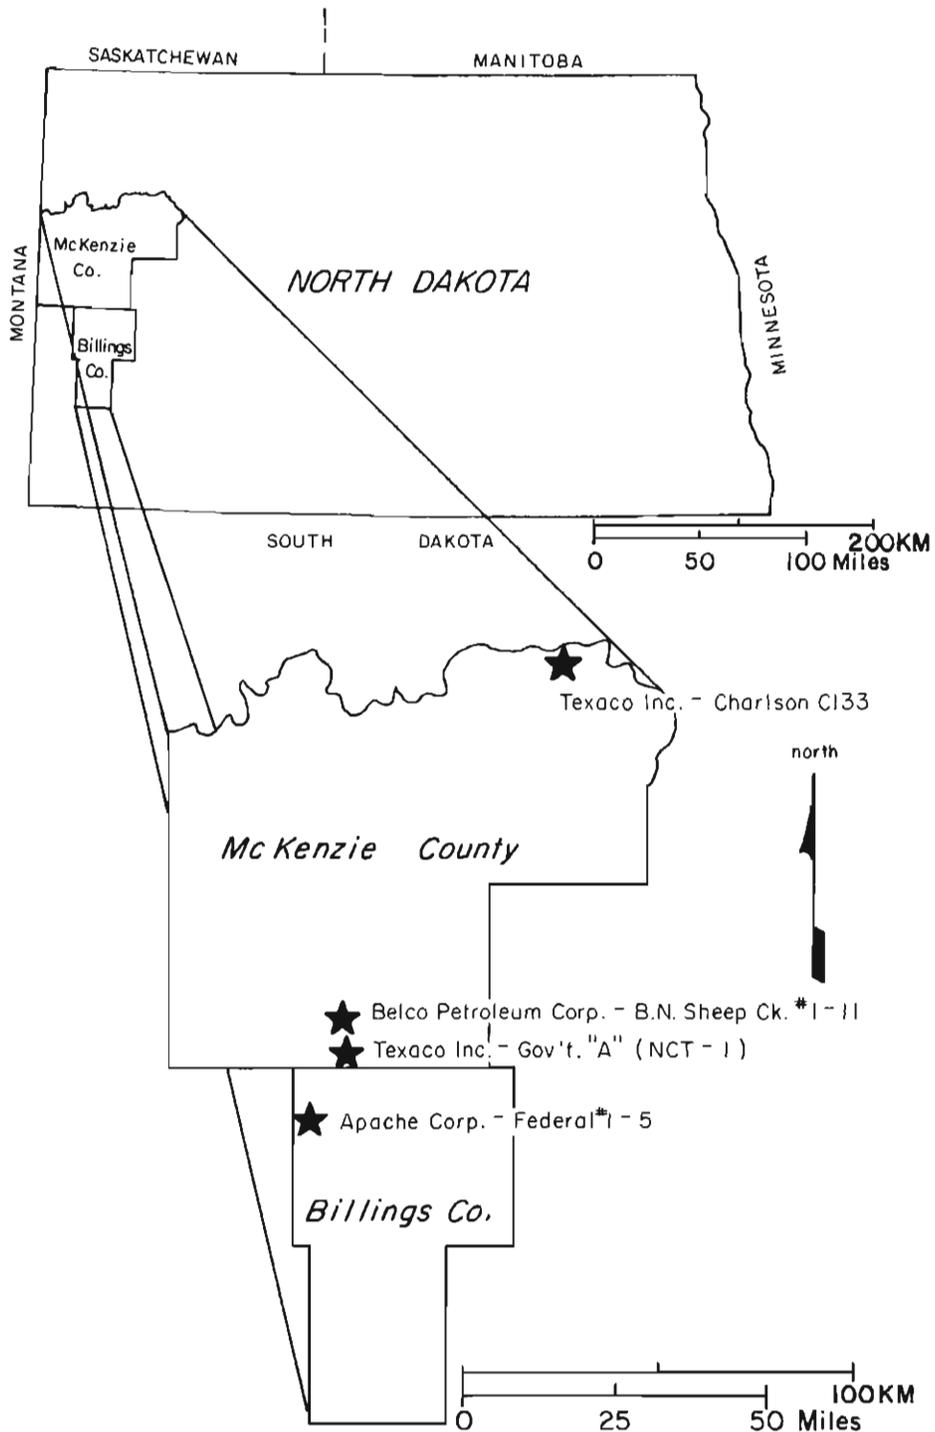 SASKATCHEWAN
MANITOBA
McKenzie
Co.
NORTH DAKOTA
MONTANA
MINNESOTA
Billings
Co.
SOUTH DAKOTA
200KM
0 50 100 Miles
Texaco Inc. - Charlson C133
north
McKenzie County
Belco Petroleum Corp. - B.N. Sheep Ck. #1-11
Texaco Inc. - Gov't. "A" (NCT-1)
Apache Corp. - Federal #1-5
Billings Co.
100KM
0 25 50 Miles